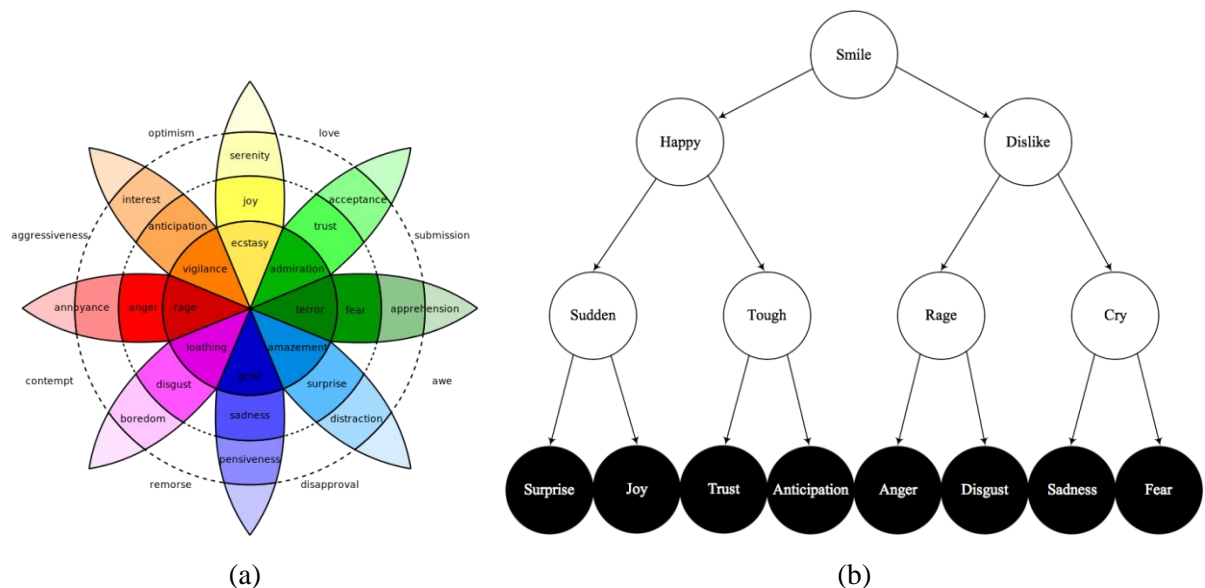 optimism love
serenity
interest joy acceptance
anticipation trust
aggressiveness ecstasy submission
vigilance admiration
annoyance anger rage terror fear apprehension
loathing amazement
contempt disgust grief surprise awe
boredom sadness distraction
pensiveness
remorse disapproval
(a)
Smile
Happy Dislike
Sudden Tough Rage Cry
Surprise Joy Trust Anticipation Anger Disgust Sadness Fear
(b)